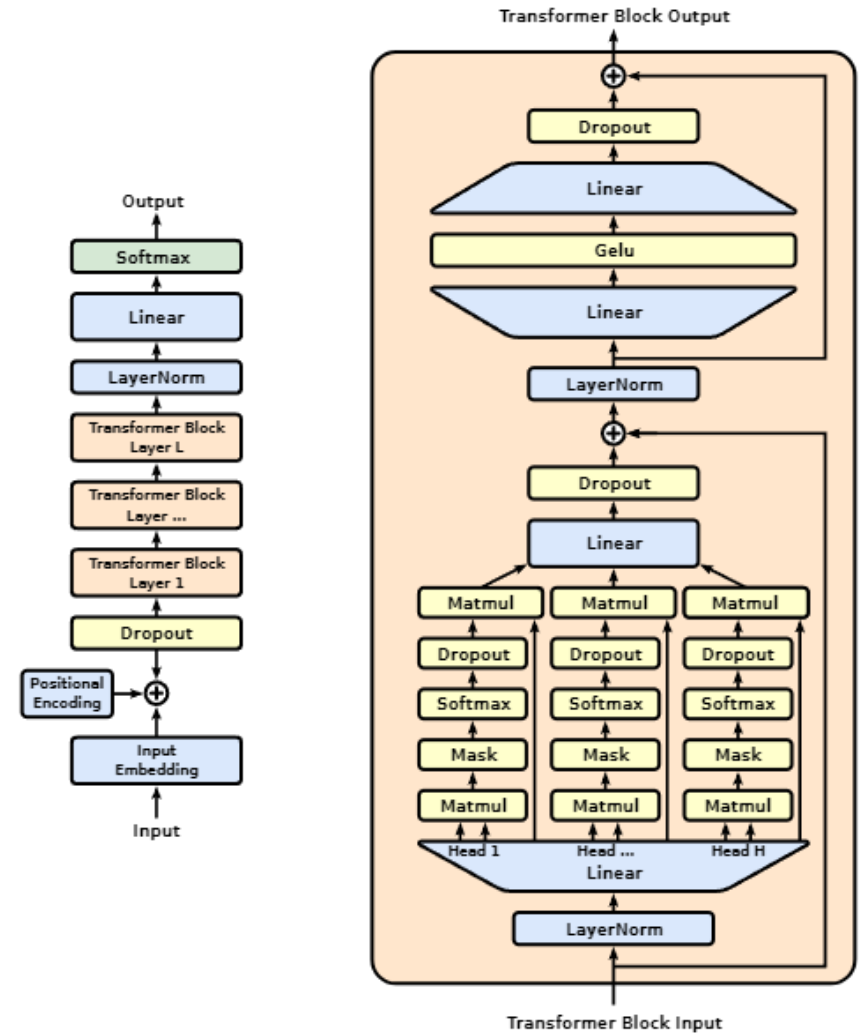 Output
Softmax
Linear
LayerNorm
Transformer Block
Layer L
Transformer Block
Layer ...
Transformer Block
Layer 1
Dropout
Positional
Encoding
Input
Embedding
Input
Transformer Block Output
Dropout
Linear
Gelu
Linear
LayerNorm
Dropout
Linear
Matmul Matmul Matmul
Dropout Dropout Dropout
Softmax Softmax Softmax
Mask Mask Mask
Matmul Matmul Matmul
Head 1 Head ... Head H
Linear
LayerNorm
Transformer Block Input